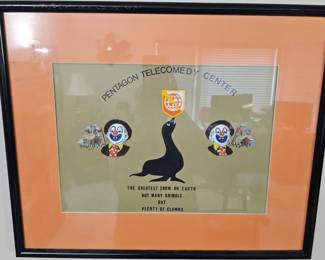 PENTAGON TELECOMEDY CENTER
THE GREATEST SHOW ON EARTH
NOT MANY ANIMALS
BUT
PLENTY OF CLOWNS